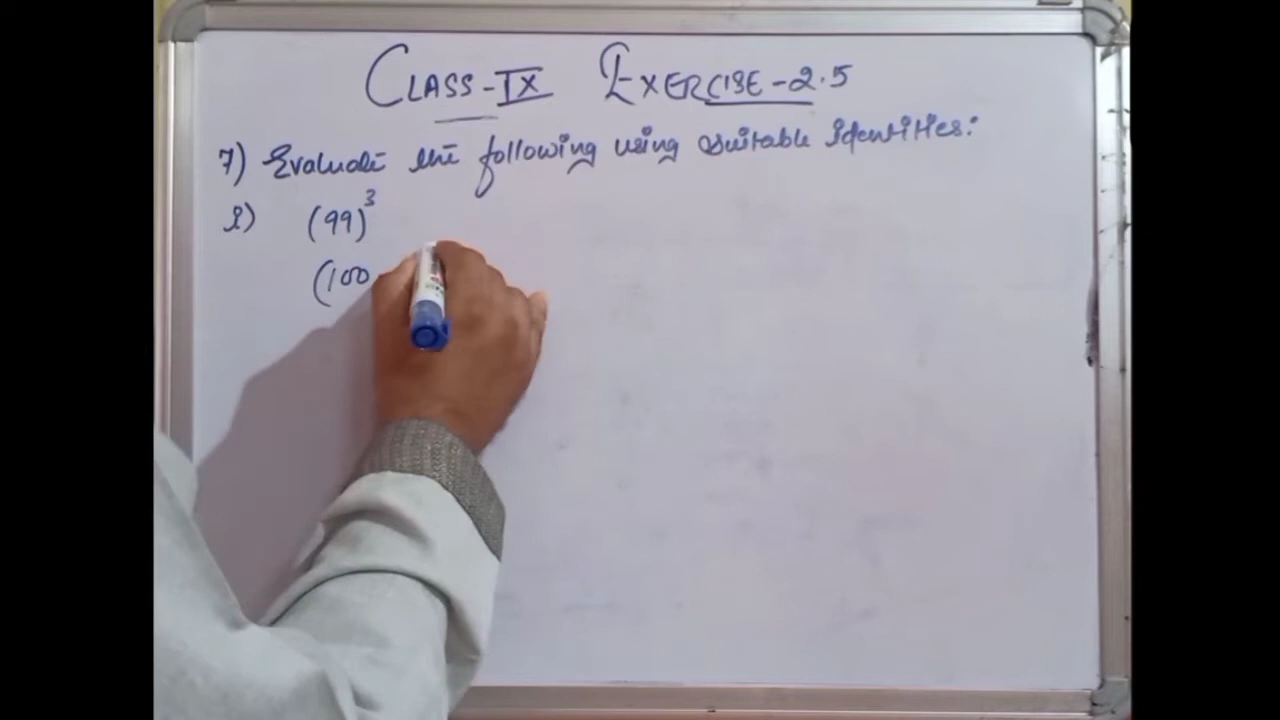 CLASS-IX EXERCISE-2.5
7) Evaluate the following using suitable identities:
i) (99)³
(100